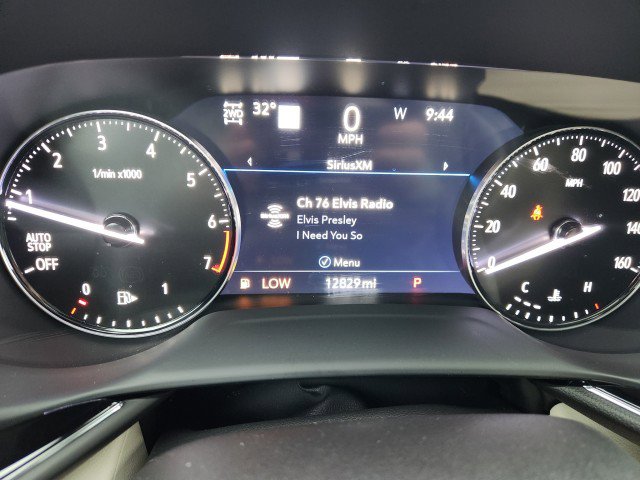 2WD 32° 0 W 9:44
MPH
SiriusXM
Ch 76 Elvis Radio
Elvis Presley
I Need You So
Menu
LOW 12829 mi P
1 2 3 4 5 6 7
1/min x1000
AUTO
STOP
OFF
0 1
0 20 40 60 80 100 120 140 160
MPH
C H